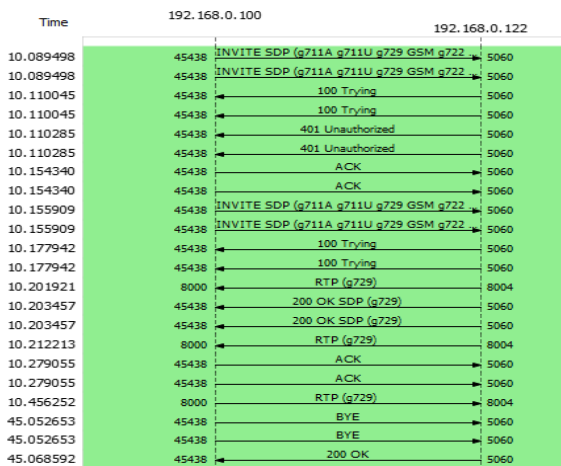 192.168.0.100
Time 192.168.0.122
10.089498 45438 INVITE SDP (g711A g711U g729 GSM g722 ... 5060
10.089498 45438 INVITE SDP (g711A g711U g729 GSM g722 ... 5060
10.110045 45438 100 Trying 5060
10.110045 45438 100 Trying 5060
10.110285 45438 401 Unauthorized 5060
10.110285 45438 401 Unauthorized 5060
10.154340 45438 ACK 5060
10.154340 45438 ACK 5060
10.155909 45438 INVITE SDP (g711A g711U g729 GSM g722 ... 5060
10.155909 45438 INVITE SDP (g711A g711U g729 GSM g722 ... 5060
10.177942 45438 100 Trying 5060
10.177942 45438 100 Trying 5060
10.201921 8000 RTP (g729) 8004
10.203457 45438 200 OK SDP (g729) 5060
10.203457 45438 200 OK SDP (g729) 5060
10.212213 8000 RTP (g729) 8004
10.279055 45438 ACK 5060
10.279055 45438 ACK 5060
10.456252 8000 RTP (g729) 8004
45.052653 45438 BYE 5060
45.052653 45438 BYE 5060
45.068592 45438 200 OK 5060